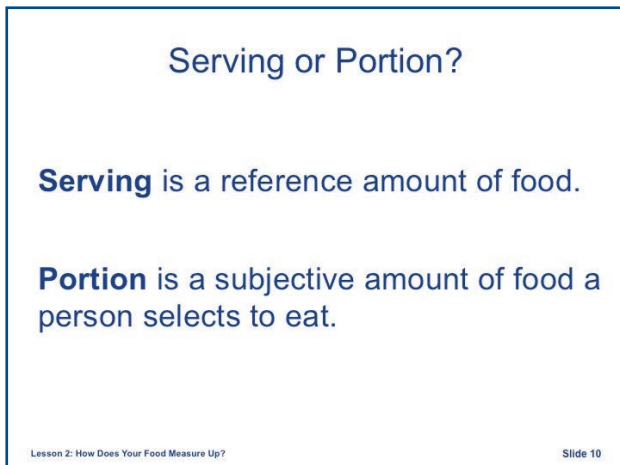 Serving or Portion?
Serving is a reference amount of food.
Portion is a subjective amount of food a
person selects to eat.
Lesson 2: How Does Your Food Measure Up?
Slide 10